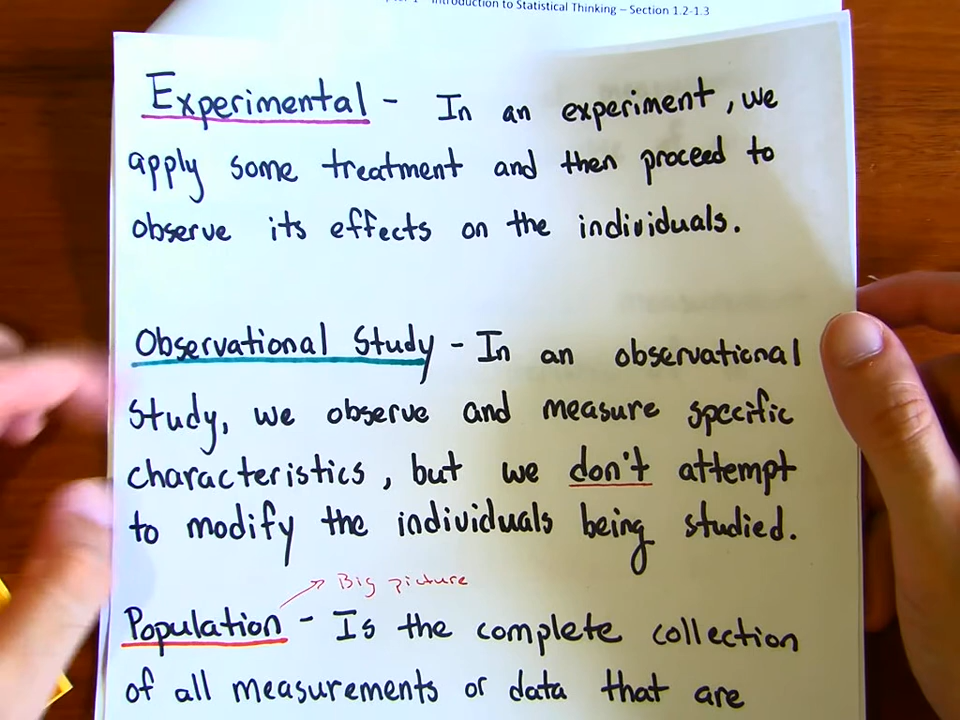 Introduction to Statistical Thinking – Section 1.2-1.3
Experimental - In an experiment, we
apply some treatment and then proceed to
observe its effects on the individuals.
Observational Study - In an observational
study, we observe and measure specific
characteristics, but we don't attempt
to modify the individuals being studied.
→ Big picture
Population - Is the complete collection
of all measurements or data that are